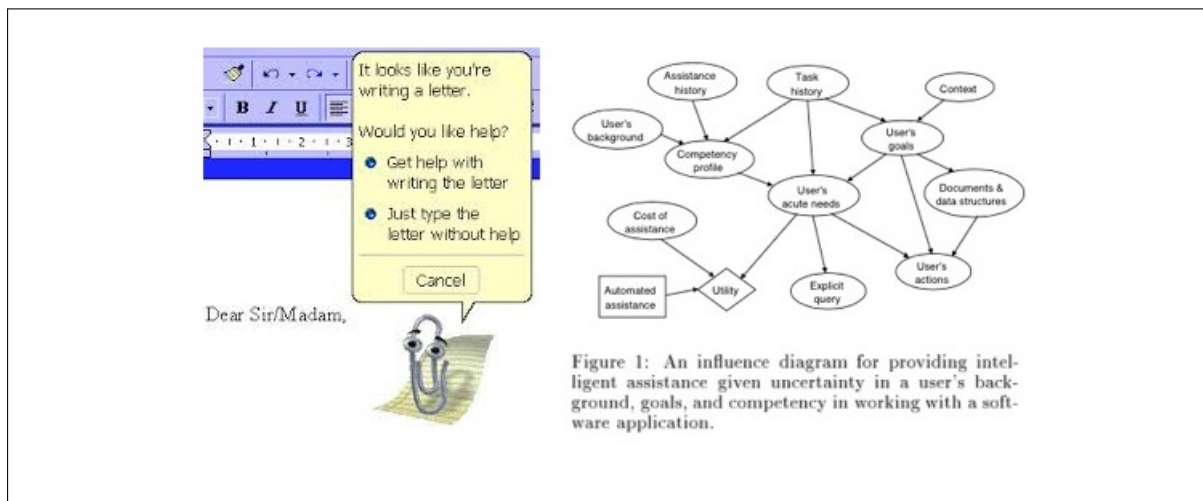 It looks like you're
writing a letter.
Would you like help?
Get help with
writing the letter
Just type the
letter without help
Cancel
B I U
1 2 3
Dear Sir/Madam,
Assistance
history
Task
history
Context
User's
background
User's
goals
Competency
profile
User's
acute needs
Documents &
data structures
Cost of
assistance
User's
actions
Automated
assistance
Utility
Explicit
query
Figure 1: An influence diagram for providing intel-
ligent assistance given uncertainty in a user's back-
ground, goals, and competency in working with a soft-
ware application.